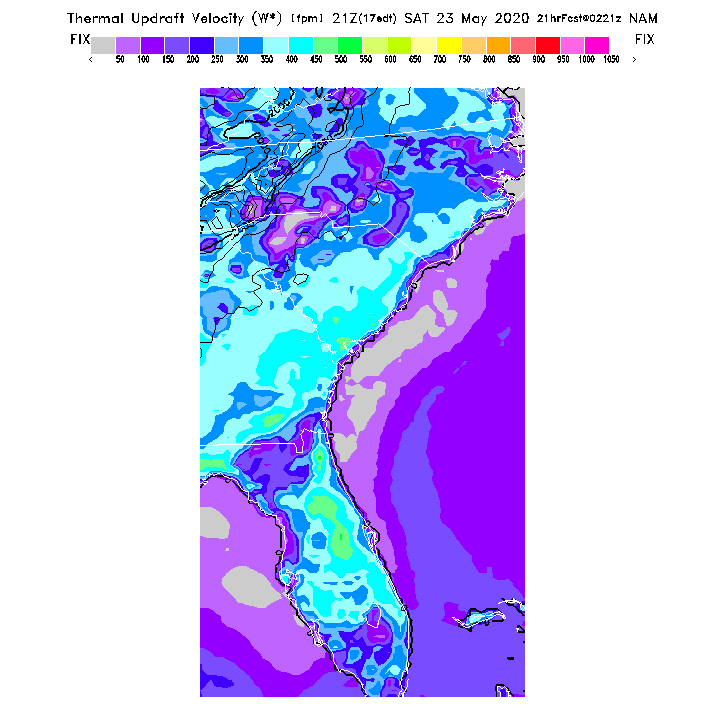 Thermal Updraft Velocity (W*) [fpm] 21Z(17edt) SAT 23 May 2020 21hrFcst@0221z NAM
FIX FIX
< 50 100 150 200 250 300 350 400 450 500 550 600 650 700 750 800 850 900 950 1000 1050 >
2000